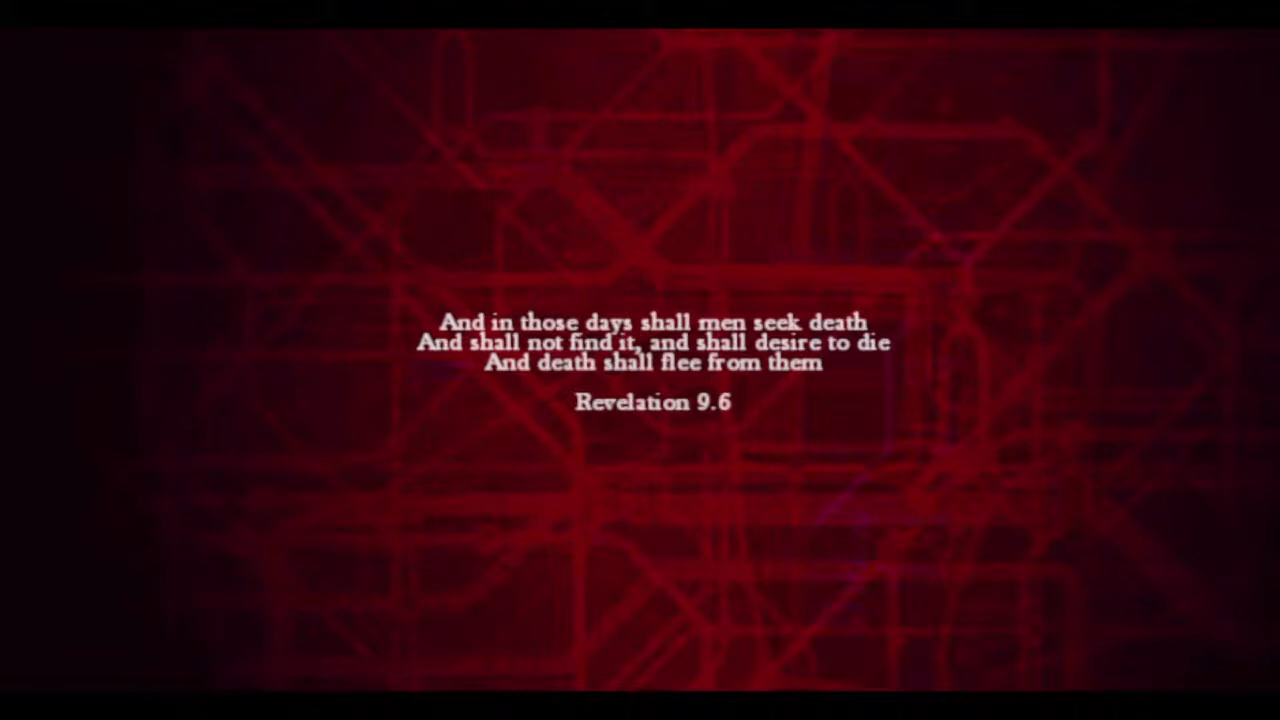 And in those days shall men seek death
And shall not find it, and shall desire to die
And death shall flee from them
Revelation 9.6